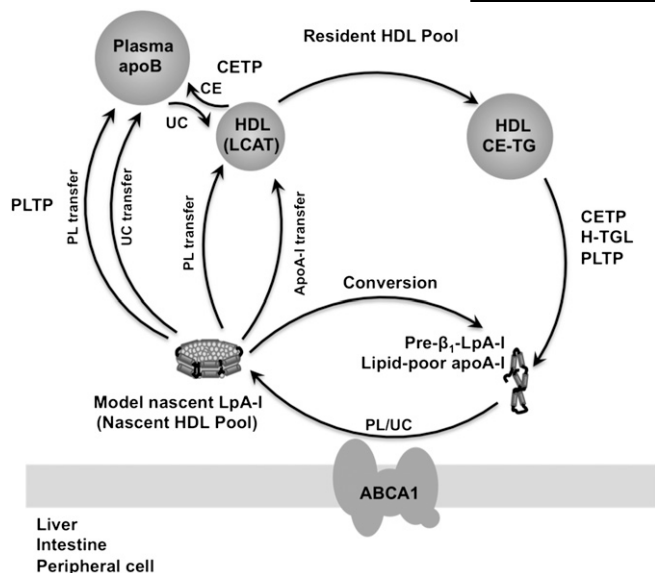 Plasma
apoB
CETP
CE
UC
HDL
(LCAT)
Resident HDL Pool
HDL
CE-TG
PLTP
PL transfer
UC transfer
PL transfer
ApoA-I transfer
CETP
H-TGL
PLTP
Conversion
Pre-β₁-LpA-I
Lipid-poor apoA-I
Model nascent LpA-I
(Nascent HDL Pool)
PL/UC
ABCA1
Liver
Intestine
Peripheral cell